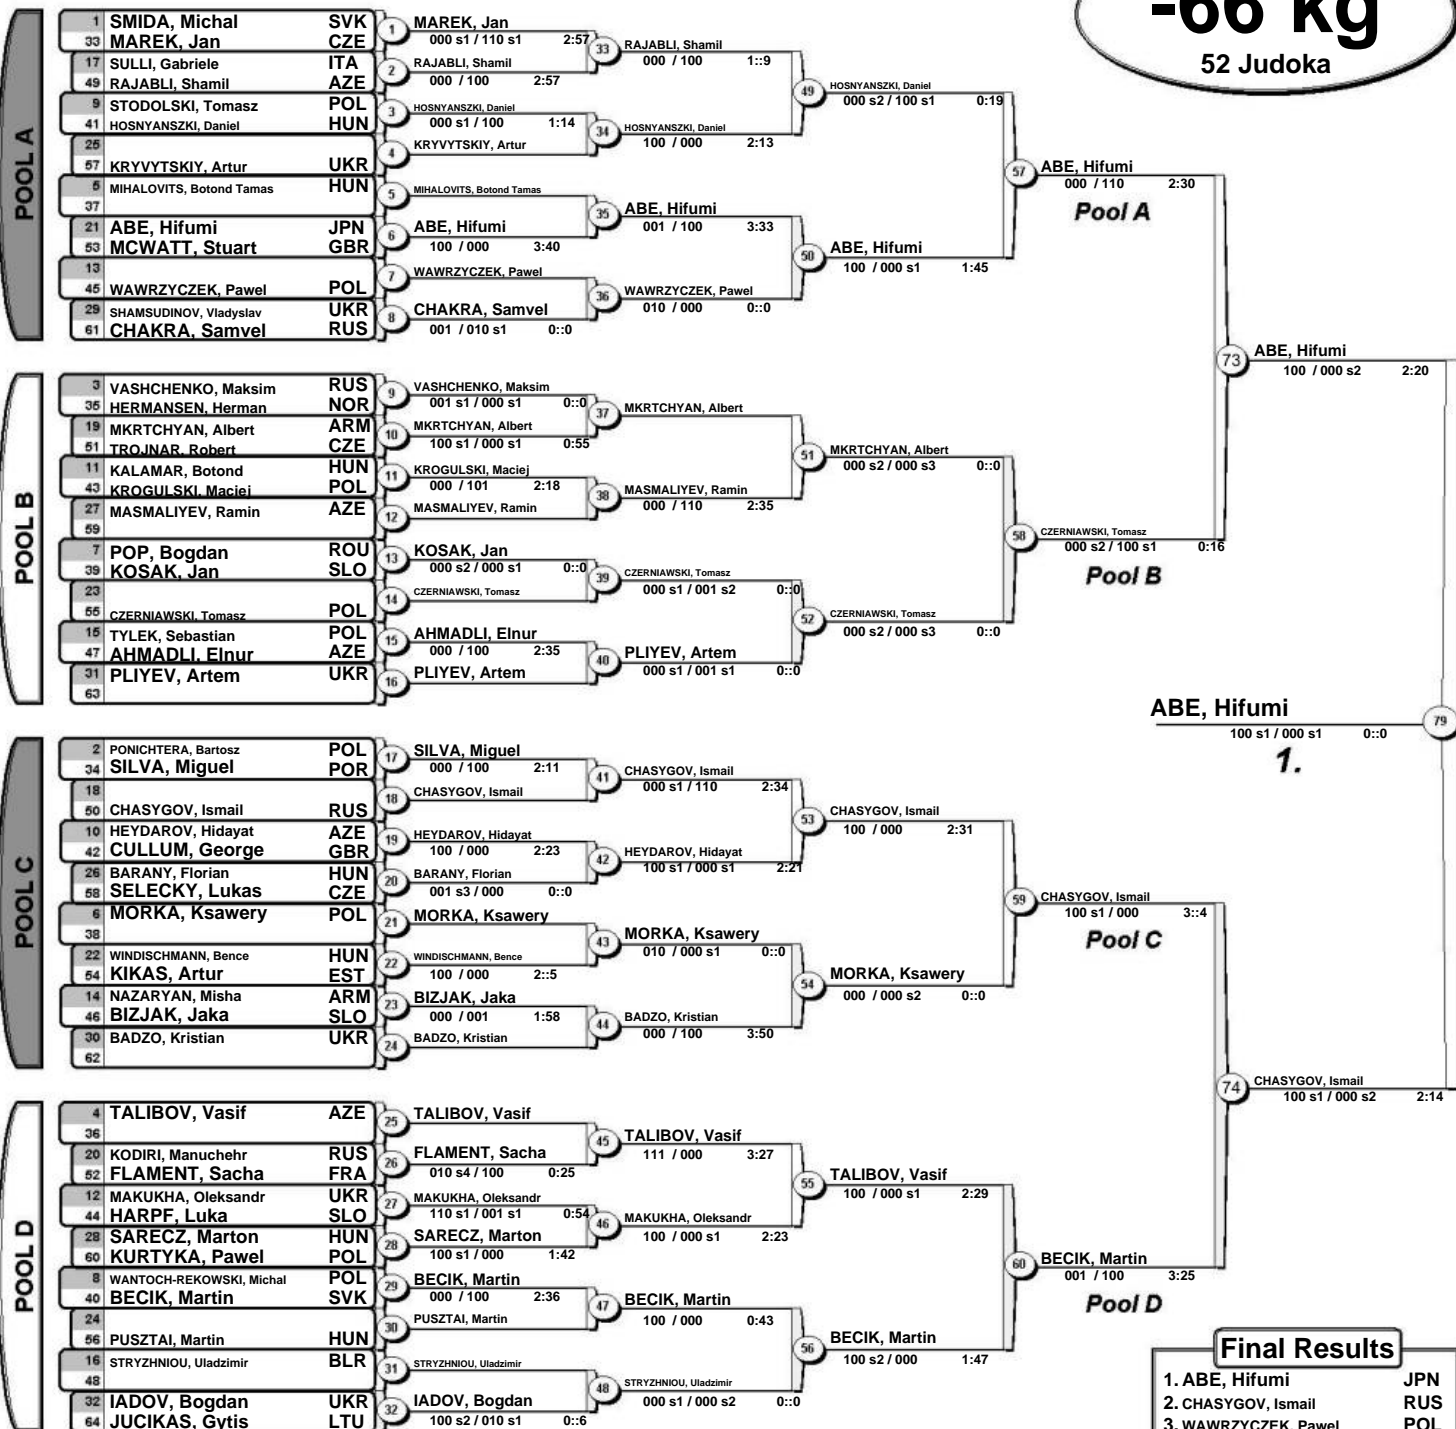 -66 kg
52 Judoka
POOL A
1 SMIDA, Michal SVK
33 MAREK, Jan CZE
17 SULLI, Gabriele ITA
49 RAJABLI, Shamil AZE
9 STODOLSKI, Tomasz POL
41 HOSNYANSZKI, Daniel HUN
25
57 KRYVYTSKIY, Artur UKR
5 MIHALOVITS, Botond Tamas HUN
37
21 ABE, Hifumi JPN
53 MCWATT, Stuart GBR
13
45 WAWRZYCZEK, Pawel POL
29 SHAMSUDINOV, Vladyslav UKR
61 CHAKRA, Samvel RUS
1 MAREK, Jan
000 s1 / 110 s1 2:57
2 RAJABLI, Shamil
000 / 100 2:57
3 HOSNYANSZKI, Daniel
000 s1 / 100 1:14
4 KRYVYTSKIY, Artur
5 MIHALOVITS, Botond Tamas
6 ABE, Hifumi
100 / 000 3:40
7 WAWRZYCZEK, Pawel
8 CHAKRA, Samvel
001 / 010 s1 0::0
33 RAJABLI, Shamil
000 / 100 1::9
34 HOSNYANSZKI, Daniel
100 / 000 2:13
35 ABE, Hifumi
001 / 100 3:33
36 WAWRZYCZEK, Pawel
010 / 000 0::0
49 HOSNYANSZKI, Daniel
000 s2 / 100 s1 0:19
50 ABE, Hifumi
100 / 000 s1 1:45
57 ABE, Hifumi
000 / 110 2:30
Pool A
POOL B
3 VASHCHENKO, Maksim RUS
35 HERMANSEN, Herman NOR
19 MKRTCHYAN, Albert ARM
51 TROJNAR, Robert CZE
11 KALAMAR, Botond HUN
43 KROGULSKI, Maciej POL
27 MASMALIYEV, Ramin AZE
59
7 POP, Bogdan ROU
39 KOSAK, Jan SLO
23
55 CZERNIAWSKI, Tomasz POL
15 TYLEK, Sebastian POL
47 AHMADLI, Elnur AZE
31 PLIYEV, Artem UKR
63
9 VASHCHENKO, Maksim
001 s1 / 000 s1 0::0
10 MKRTCHYAN, Albert
100 s1 / 000 s1 0:55
11 KROGULSKI, Maciej
000 / 101 2:18
12 MASMALIYEV, Ramin
13 KOSAK, Jan
000 s2 / 000 s1 0::0
14 CZERNIAWSKI, Tomasz
15 AHMADLI, Elnur
000 / 100 2:35
16 PLIYEV, Artem
37 MKRTCHYAN, Albert
38 MASMALIYEV, Ramin
000 / 110 2:35
39 CZERNIAWSKI, Tomasz
000 s1 / 001 s2 0::0
40 PLIYEV, Artem
000 s1 / 001 s1 0::0
51 MKRTCHYAN, Albert
000 s2 / 000 s3 0::0
52 CZERNIAWSKI, Tomasz
000 s2 / 000 s3 0::0
58 CZERNIAWSKI, Tomasz
000 s2 / 100 s1 0:16
Pool B
73 ABE, Hifumi
100 / 000 s2 2:20
ABE, Hifumi 79
100 s1 / 000 s1 0::0
1.
POOL C
2 PONICHTERA, Bartosz POL
34 SILVA, Miguel POR
18
50 CHASYGOV, Ismail RUS
10 HEYDAROV, Hidayat AZE
42 CULLUM, George GBR
26 BARANY, Florian HUN
58 SELECKY, Lukas CZE
6 MORKA, Ksawery POL
38
22 WINDISCHMANN, Bence HUN
54 KIKAS, Artur EST
14 NAZARYAN, Misha ARM
46 BIZJAK, Jaka SLO
30 BADZO, Kristian UKR
62
17 SILVA, Miguel
000 / 100 2:11
18 CHASYGOV, Ismail
19 HEYDAROV, Hidayat
100 / 000 2:23
20 BARANY, Florian
001 s3 / 000 0::0
21 MORKA, Ksawery
22 WINDISCHMANN, Bence
100 / 000 2::5
23 BIZJAK, Jaka
000 / 001 1:58
24 BADZO, Kristian
41 CHASYGOV, Ismail
000 s1 / 110 2:34
42 HEYDAROV, Hidayat
100 s1 / 000 s1 2:21
43 MORKA, Ksawery
010 / 000 s1 0::0
44 BADZO, Kristian
000 / 100 3:50
53 CHASYGOV, Ismail
100 / 000 2:31
54 MORKA, Ksawery
000 / 000 s2 0::0
59 CHASYGOV, Ismail
100 s1 / 000 3::4
Pool C
POOL D
4 TALIBOV, Vasif AZE
36
20 KODIRI, Manuchehr RUS
52 FLAMENT, Sacha FRA
12 MAKUKHA, Oleksandr UKR
44 HARPF, Luka SLO
28 SARECZ, Marton HUN
60 KURTYKA, Pawel POL
8 WANTOCH-REKOWSKI, Michal POL
40 BECIK, Martin SVK
24
56 PUSZTAI, Martin HUN
16 STRYZHNIOU, Uladzimir BLR
48
32 IADOV, Bogdan UKR
64 JUCIKAS, Gytis LTU
25 TALIBOV, Vasif
26 FLAMENT, Sacha
010 s4 / 100 0:25
27 MAKUKHA, Oleksandr
110 s1 / 001 s1 0:54
28 SARECZ, Marton
100 s1 / 000 1:42
29 BECIK, Martin
000 / 100 2:36
30 PUSZTAI, Martin
31 STRYZHNIOU, Uladzimir
32 IADOV, Bogdan
100 s2 / 010 s1 0::6
45 TALIBOV, Vasif
111 / 000 3:27
46 MAKUKHA, Oleksandr
100 / 000 s1 2:23
47 BECIK, Martin
100 / 000 0:43
48 STRYZHNIOU, Uladzimir
000 s1 / 000 s2 0::0
55 TALIBOV, Vasif
100 / 000 s1 2:29
56 BECIK, Martin
100 s2 / 000 1:47
60 BECIK, Martin
001 / 100 3:25
Pool D
74 CHASYGOV, Ismail
100 s1 / 000 s2 2:14
Final Results
1. ABE, Hifumi JPN
2. CHASYGOV, Ismail RUS
3. WAWRZYCZEK, Pawel POL